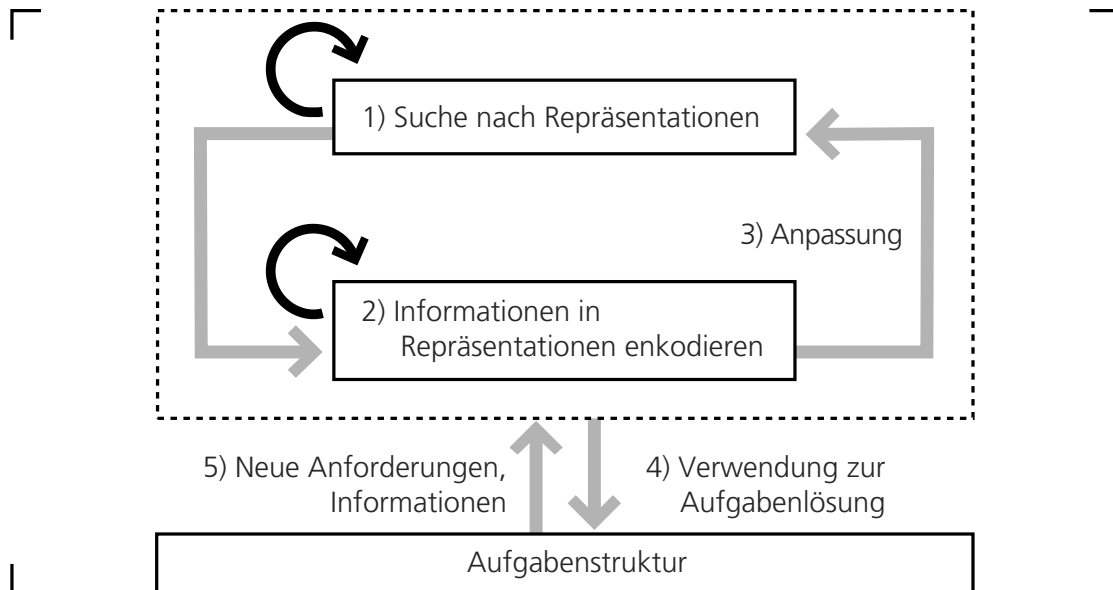 1) Suche nach Repräsentationen
3) Anpassung
2) Informationen in
Repräsentationen enkodieren
5) Neue Anforderungen,
Informationen
4) Verwendung zur
Aufgabenlösung
Aufgabenstruktur